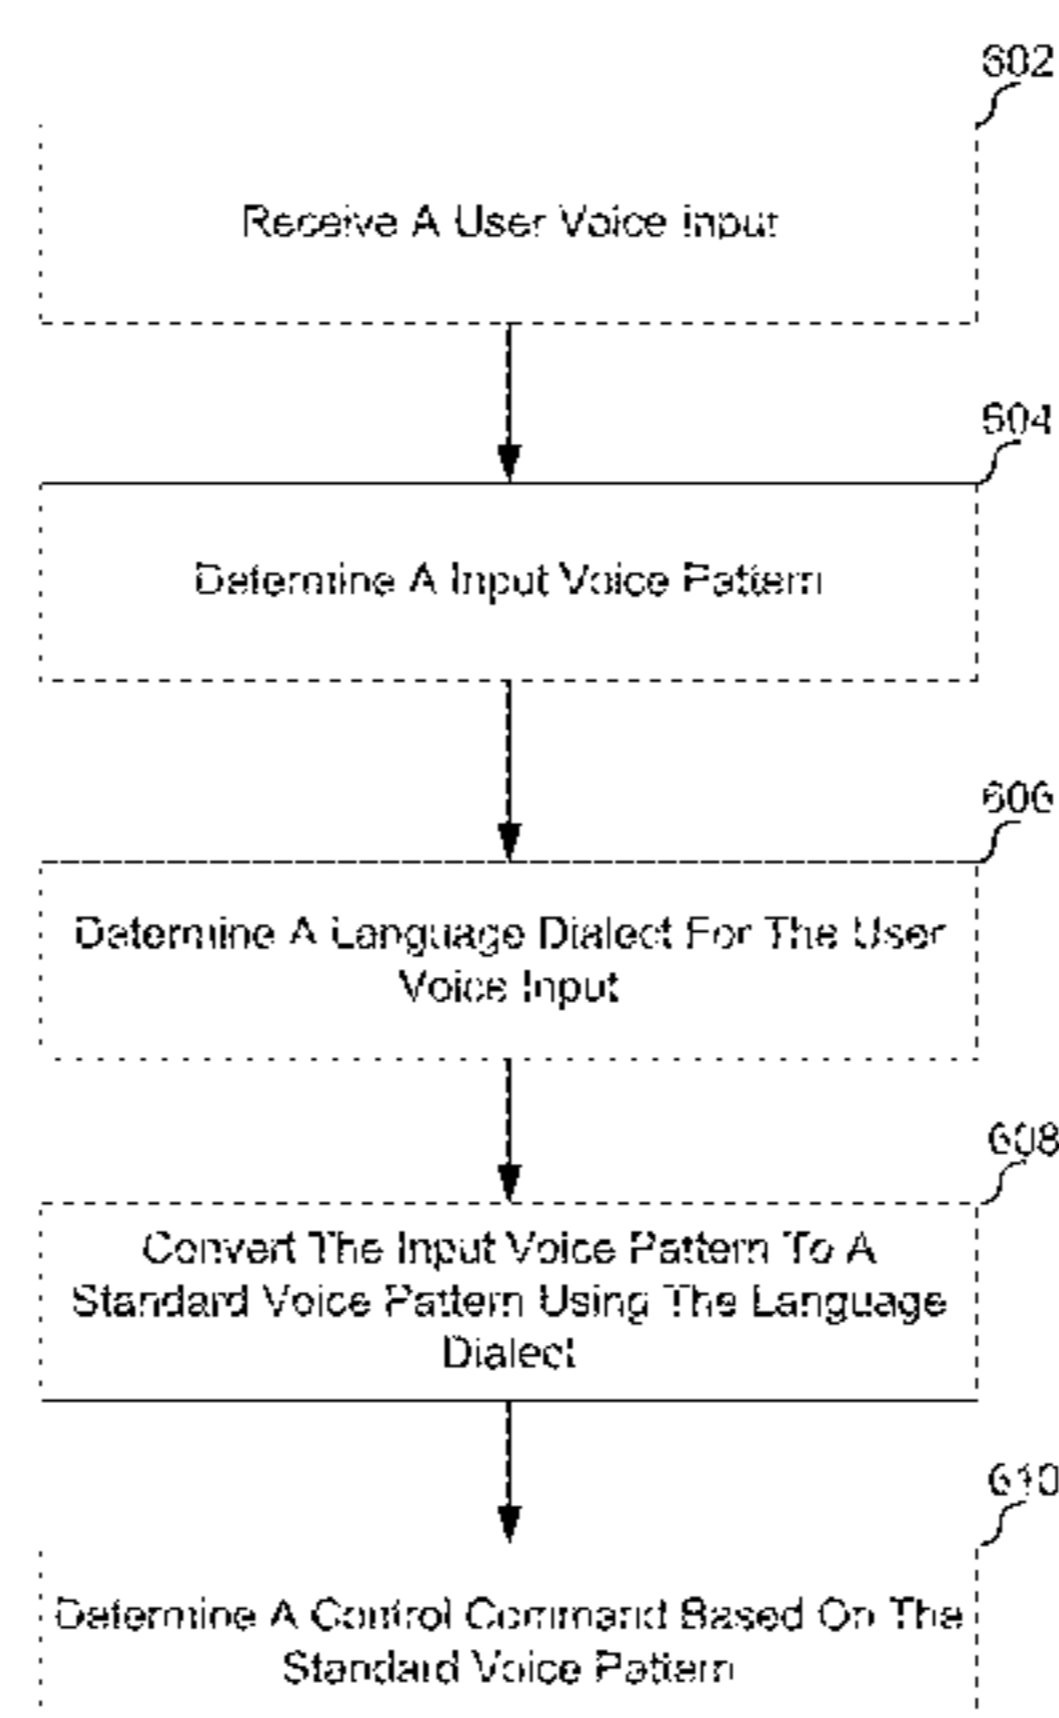 602
Receive A User Voice Input
604
Determine A Input Voice Pattern
606
Determine A Language Dialect For The User
Voice Input
608
Convert The Input Voice Pattern To A
Standard Voice Pattern Using The Language
Dialect
610
Determine A Control Command Based On The
Standard Voice Pattern